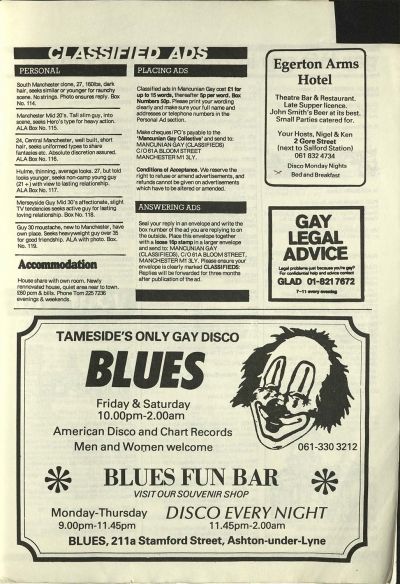 CLASSIFIED ADS
PERSONAL
South Manchester clone, 27, 160lbs, dark
hair, seeks similar or younger for raunchy
scene. No strings. Photo ensures reply. Box
No. 114.
Manchester Mid 20's. Tall slim guy, into
scene, seeks Hero's type for heavy action.
ALA Box No. 115.
24, Central Manchester, well built, short
hair, seeks uniformed types to share
fantasies etc. Absolute discretion assured.
ALA Box No. 116.
Hulme, thinning, average looks, 27, but told
looks younger, seeks non-camp young guy
(21+) with view to lasting relationship.
ALA Box No. 117.
Merseyside Guy Mid 30's affectionate, slight
TV tendencies seeks active guy for lasting
loving relationship. Box No. 118.
Guy 30 moustache, new to Manchester, have
own place. Seeks heavyweight guy over 35
for good friendship. ALA with photo. Box.
No. 119.
Accommodation
House share with own room. Newly
rennovated house, quiet area near to town.
£60 pcm & bills. Phone Tom 225 7236
evenings & weekends.
PLACING ADS
Classified ads in Mancunian Gay cost £1 for
up to 15 words, thereafter 5p per word. Box
Numbers 50p. Please print your wording
clearly and make sure your full name and
addresses or telephone numbers in the
Personal Ad section.
Make cheques/PO's payable to the
'Mancunian Gay Collective' and send to:
MANCUNIAN GAY (CLASSIFIEDS)
C/O 61A BLOOM STREET
MANCHESTER M1 3LY.
Conditions of Acceptance. We reserve the
right to refuse or amend advertisements, and
refunds cannot be given on advertisements
which have to be altered or amended.
ANSWERING ADS
Seal your reply in an envelope and write the
box number of the ad you are replying to on
the outside. Place this envelope together
with a loose 16p stamp in a larger envelope
and send to: MANCUNIAN GAY
(CLASSIFIEDS), C/O 61A BLOOM STREET,
MANCHESTER M1 3LY. Please ensure your
envelope is clearly marked CLASSIFIEDS:
Replies will be forwarded for three months
after publication of the ad.
Egerton Arms
Hotel
Theatre Bar & Restaurant.
Late Supper licence.
John Smith's Beer at its best.
Small Parties catered for.
Your Hosts, Nigel & Ken
2 Gore Street
(next to Salford Station)
061 832 4734
Disco Monday Nights
Bed and Breakfast
GAY
LEGAL
ADVICE
Legal problems just because you're gay?
For confidential help and advice contact
GLAD 01-821 7672
7–11 every evening
TAMESIDE'S ONLY GAY DISCO
BLUES
Friday & Saturday
10.00pm-2.00am
American Disco and Chart Records
Men and Women welcome
061-330 3212
BLUES FUN BAR
VISIT OUR SOUVENIR SHOP
Monday-Thursday DISCO EVERY NIGHT
9.00pm-11.45pm 11.45pm-2.00am
BLUES, 211a Stamford Street, Ashton-under-Lyne